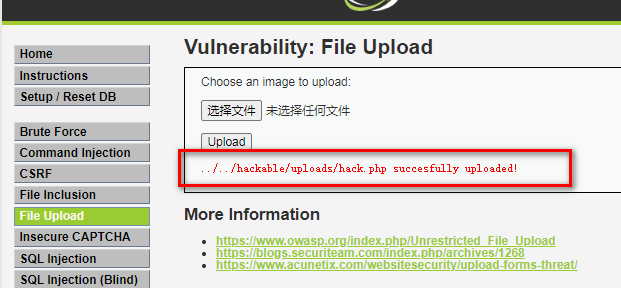 Home
Instructions
Setup / Reset DB
Brute Force
Command Injection
CSRF
File Inclusion
File Upload
Insecure CAPTCHA
SQL Injection
SQL Injection (Blind)
Vulnerability: File Upload
Choose an image to upload:
选择文件 未选择任何文件
Upload
../../hackable/uploads/hack.php succesfully uploaded!
More Information
https://www.owasp.org/index.php/Unrestricted_File_Upload
https://blogs.securiteam.com/index.php/archives/1268
https://www.acunetix.com/websitesecurity/upload-forms-threat/